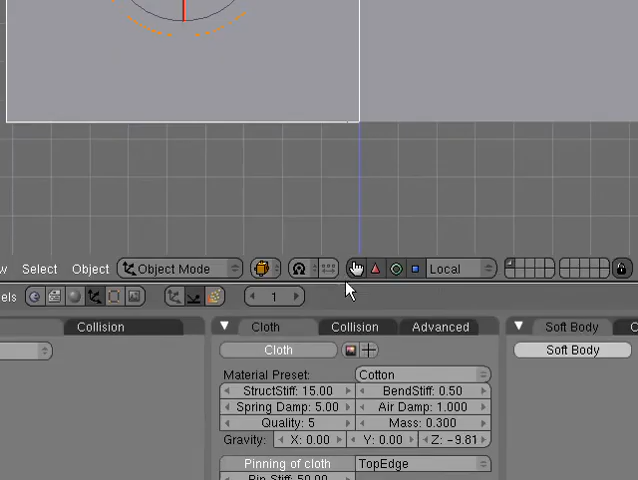 w Select Object Object Mode Local
els 1
Collision Cloth Collision Advanced Soft Body C
Cloth Soft Body
Material Preset: Cotton
StructStiff: 15.00 BendStiff: 0.50
Spring Damp: 5.00 Air Damp: 1.000
Quality: 5 Mass: 0.300
Gravity: X: 0.00 Y: 0.00 Z: -9.81
Pinning of cloth TopEdge
Pin Stiff: 50.00